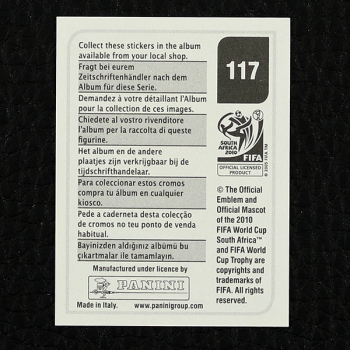 Collect these stickers in the album
available from your local shop.
Fragt bei eurem
Zeitschriftenhändler nach dem
Album für diese Serie.
Demandez à votre détaillant l'Album
pour la collection de ces images.
Chiedete al vostro rivenditore
l'album per la raccolta di queste
figurine.
Het album en de andere
plaatjes zijn verkrijgbaar bij de
tijdschrifthandelaar.
Para coleccionar estos cromos
compra tu álbum en cualquier
kiosco.
Pede a caderneta desta colecção
de cromos no teu ponto de venda
habitual.
Bayinizden aldığınız albümü bu
çıkartmalar ile tamamlayın.
Manufactured under licence by
PANINI
Made in Italy. www.paninigroup.com
117
SOUTH AFRICA
2010
FIFA
OFFICIAL LICENSED
PRODUCT
© The Official
Emblem and
Official Mascot
of the 2010
FIFA World Cup
South Africa™
and FIFA World
Cup Trophy are
copyrights and
trademarks of
FIFA. All rights
reserved.